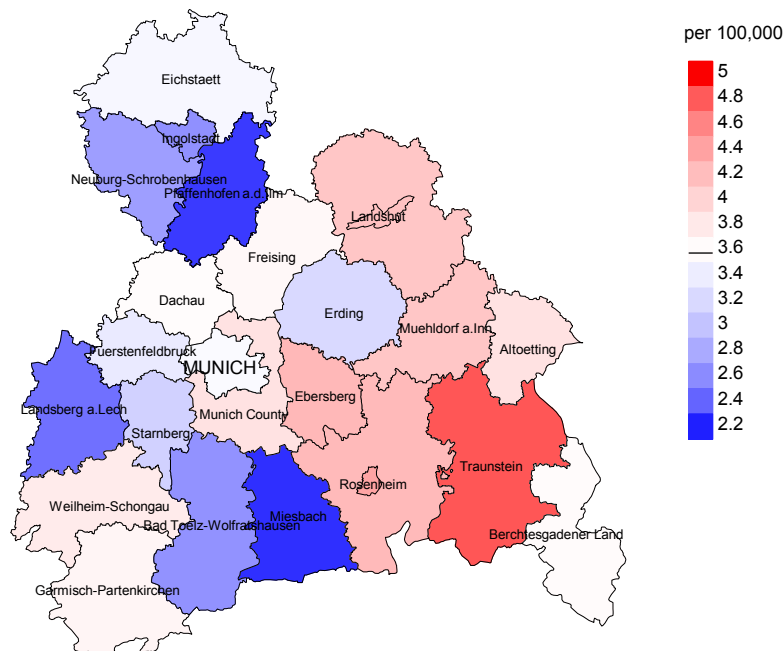 per 100,000
5
4.8
4.6
4.4
4.2
4
3.8
3.6
3.4
3.2
3
2.8
2.6
2.4
2.2
Eichstaett
Ingolstadt
Neuburg-Schrobenhausen
Pfaffenhofen a.d.Ilm
Landshut
Freising
Dachau
Erding
Muehldorf a.Inn
Altoetting
Fuerstenfeldbruck
MUNICH
Ebersberg
Landsberg a.Lech
Munich County
Starnberg
Traunstein
Rosenheim
Weilheim-Schongau
Miesbach
Bad Toelz-Wolfratshausen
Berchtesgadener Land
Garmisch-Partenkirchen